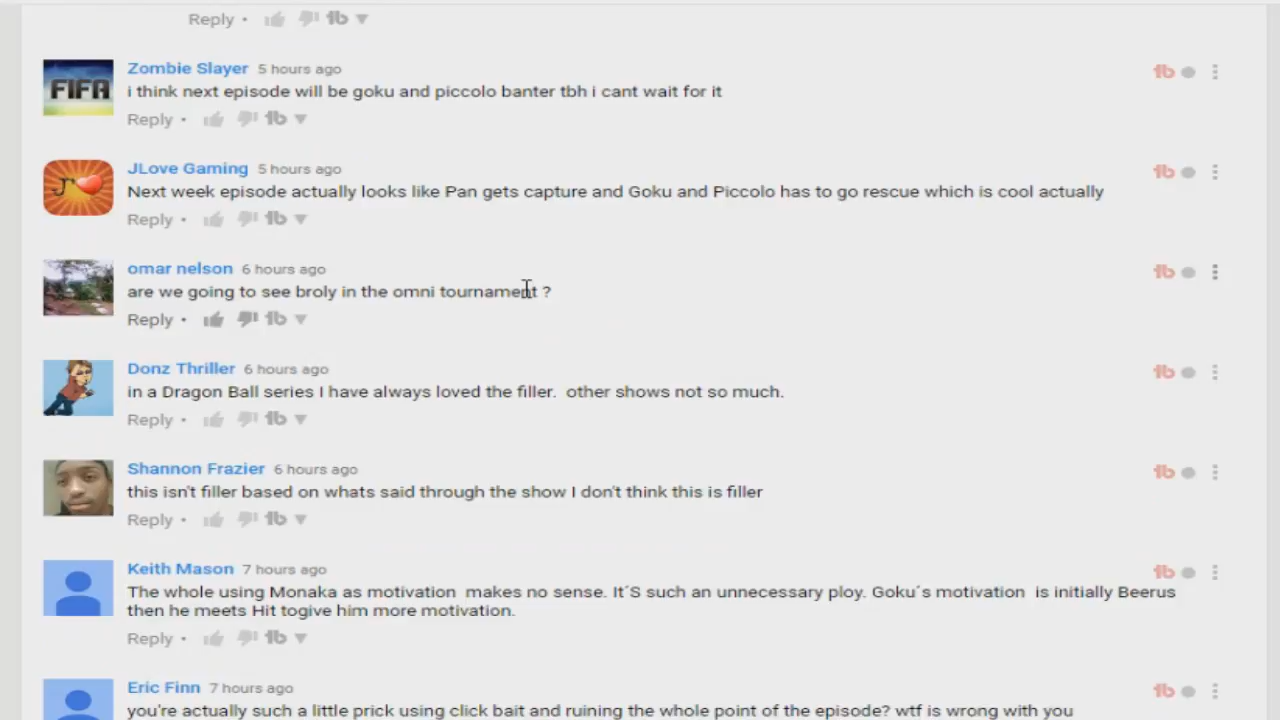 Reply •
Zombie Slayer 5 hours ago
FIFA
i think next episode will be goku and piccolo banter tbh i cant wait for it
Reply •
JLove Gaming 5 hours ago
J
Next week episode actually looks like Pan gets capture and Goku and Piccolo has to go rescue which is cool actually
Reply •
omar nelson 6 hours ago
are we going to see broly in the omni tournament ?
Reply •
Donz Thriller 6 hours ago
in a Dragon Ball series I have always loved the filler.  other shows not so much.
Reply •
Shannon Frazier 6 hours ago
this isn't filler based on whats said through the show I don't think this is filler
Reply •
Keith Mason 7 hours ago
The whole using Monaka as motivation  makes no sense. It´S such an unnecessary ploy. Goku´s motivation  is initially Beerus
then he meets Hit togive him more motivation.
Reply •
Eric Finn 7 hours ago
you're actually such a little prick using click bait and ruining the whole point of the episode? wtf is wrong with you